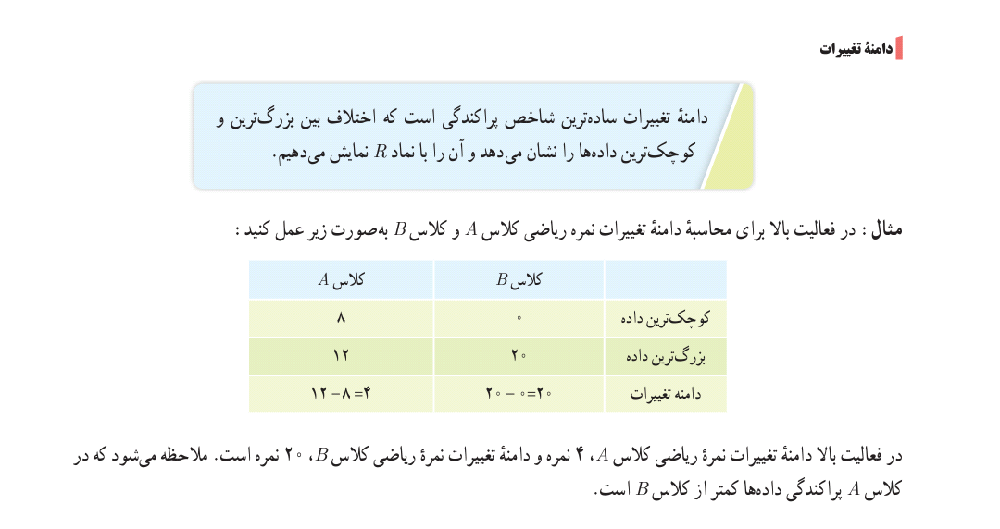 دامنهٔ تغییرات
دامنهٔ تغییرات ساده‌ترین شاخص پراکندگی است که اختلاف بین بزرگ‌ترین و
کوچک‌ترین داده‌ها را نشان می‌دهد و آن را با نماد R نمایش می‌دهیم.
مثال : در فعالیت بالا برای محاسبهٔ دامنهٔ تغییرات نمره ریاضی کلاس A و کلاس B به‌صورت زیر عمل کنید :
کلاس B کلاس A
کوچک‌ترین داده ۰ ۸
بزرگ‌ترین داده ۲۰ ۱۲
دامنه تغییرات ۲۰ − ۰=۲۰ ۱۲ − ۸=۴
در فعالیت بالا دامنهٔ تغییرات نمرهٔ ریاضی کلاس A، ۴ نمره و دامنهٔ تغییرات نمرهٔ ریاضی کلاس B، ۲۰ نمره است. ملاحظه می‌شود که در
کلاس A پراکندگی داده‌ها کمتر از کلاس B است.